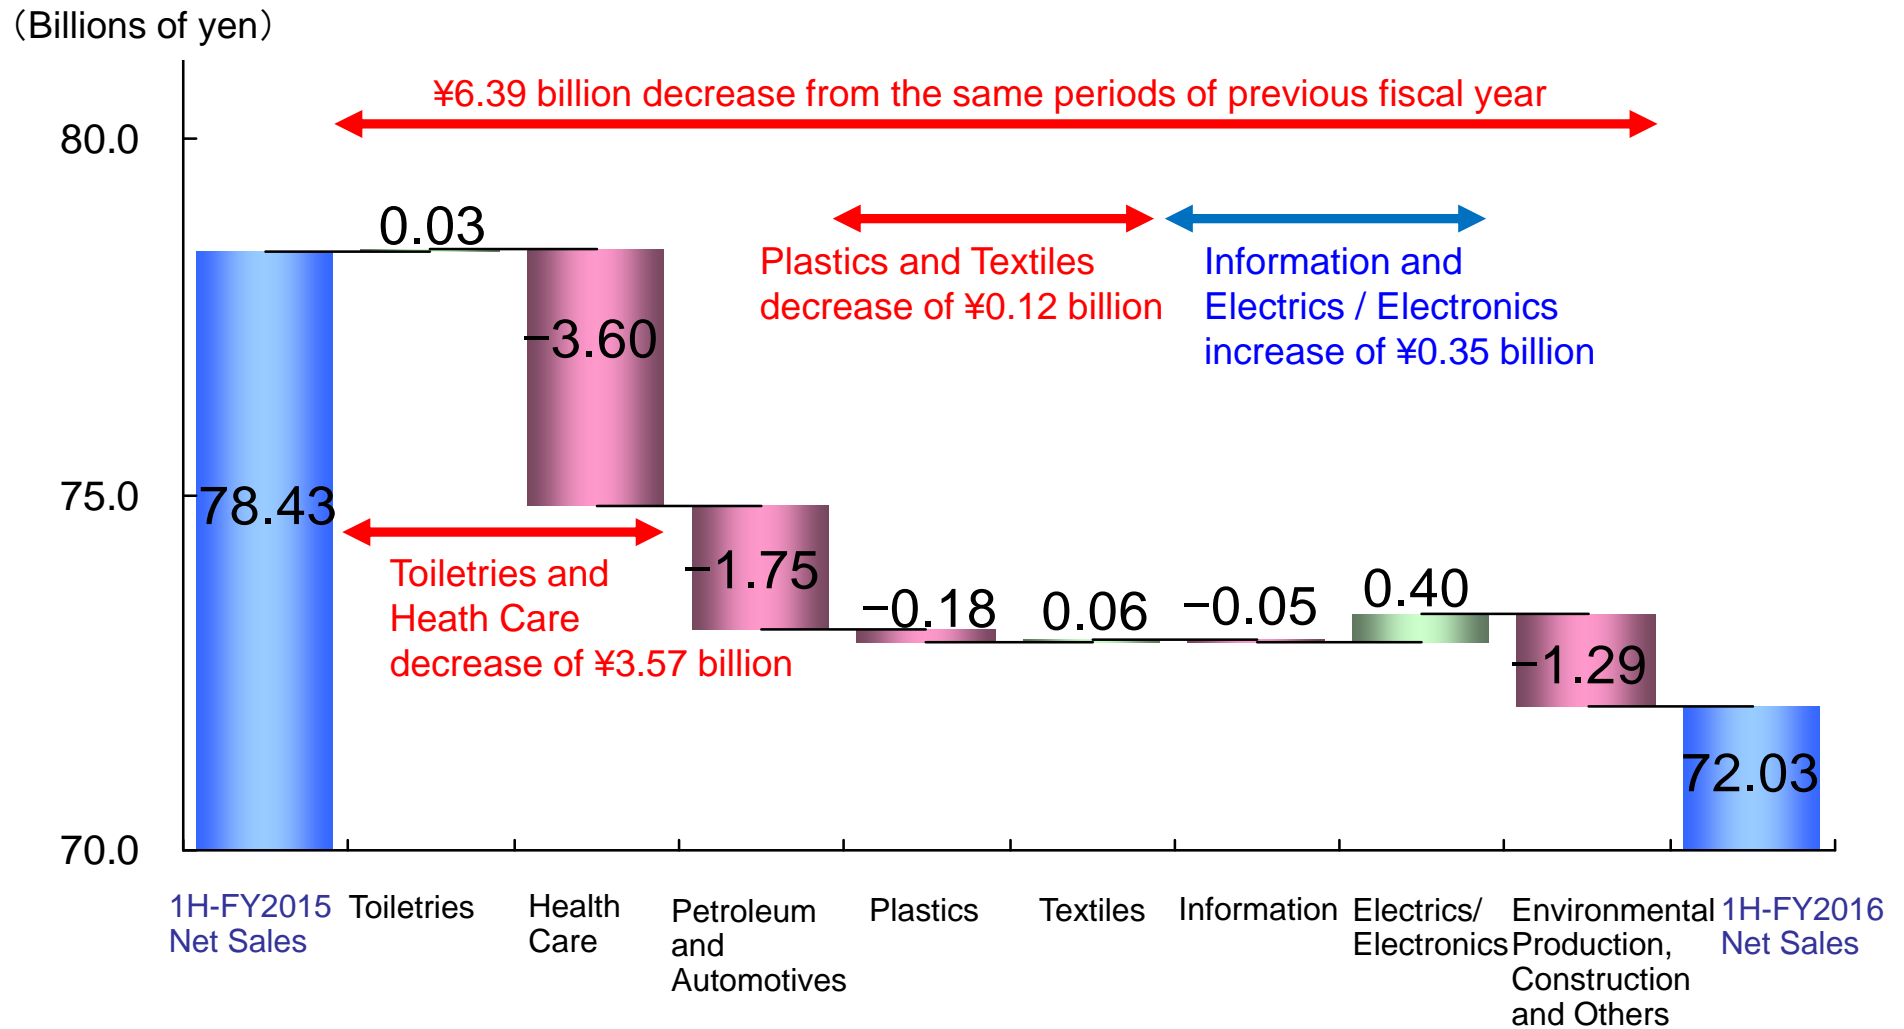 （Billions of yen）
¥6.39 billion decrease from the same periods of previous fiscal year
80.0
75.0
70.0
0.03
Plastics and Textiles
decrease of ¥0.12 billion
Information and
Electrics / Electronics
increase of ¥0.35 billion
−3.60
78.43
Toiletries and
Heath Care
decrease of ¥3.57 billion
−1.75
−0.18
0.06
−0.05
0.40
−1.29
72.03
1H-FY2015
Net Sales
Toiletries
Health
Care
Petroleum
and
Automotives
Plastics
Textiles
Information
Electrics/
Electronics
Environmental
Production,
Construction
and Others
1H-FY2016
Net Sales